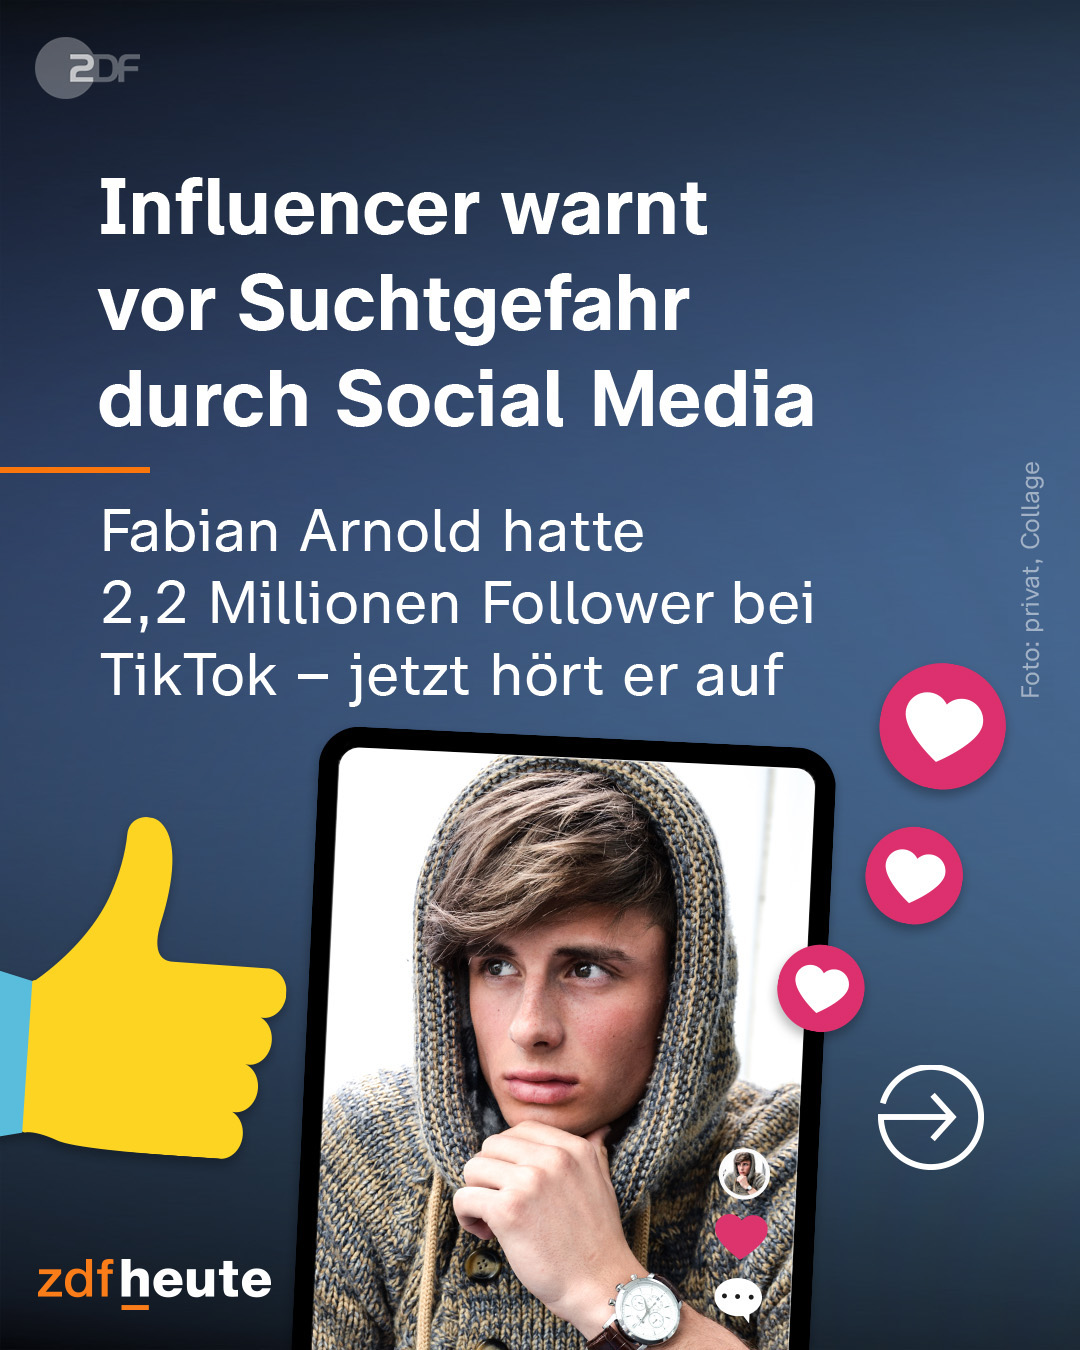 ZDF
Influencer warnt
vor Suchtgefahr
durch Social Media
Fabian Arnold hatte
2,2 Millionen Follower bei
TikTok – jetzt hört er auf
Foto: privat, Collage
zdfheute